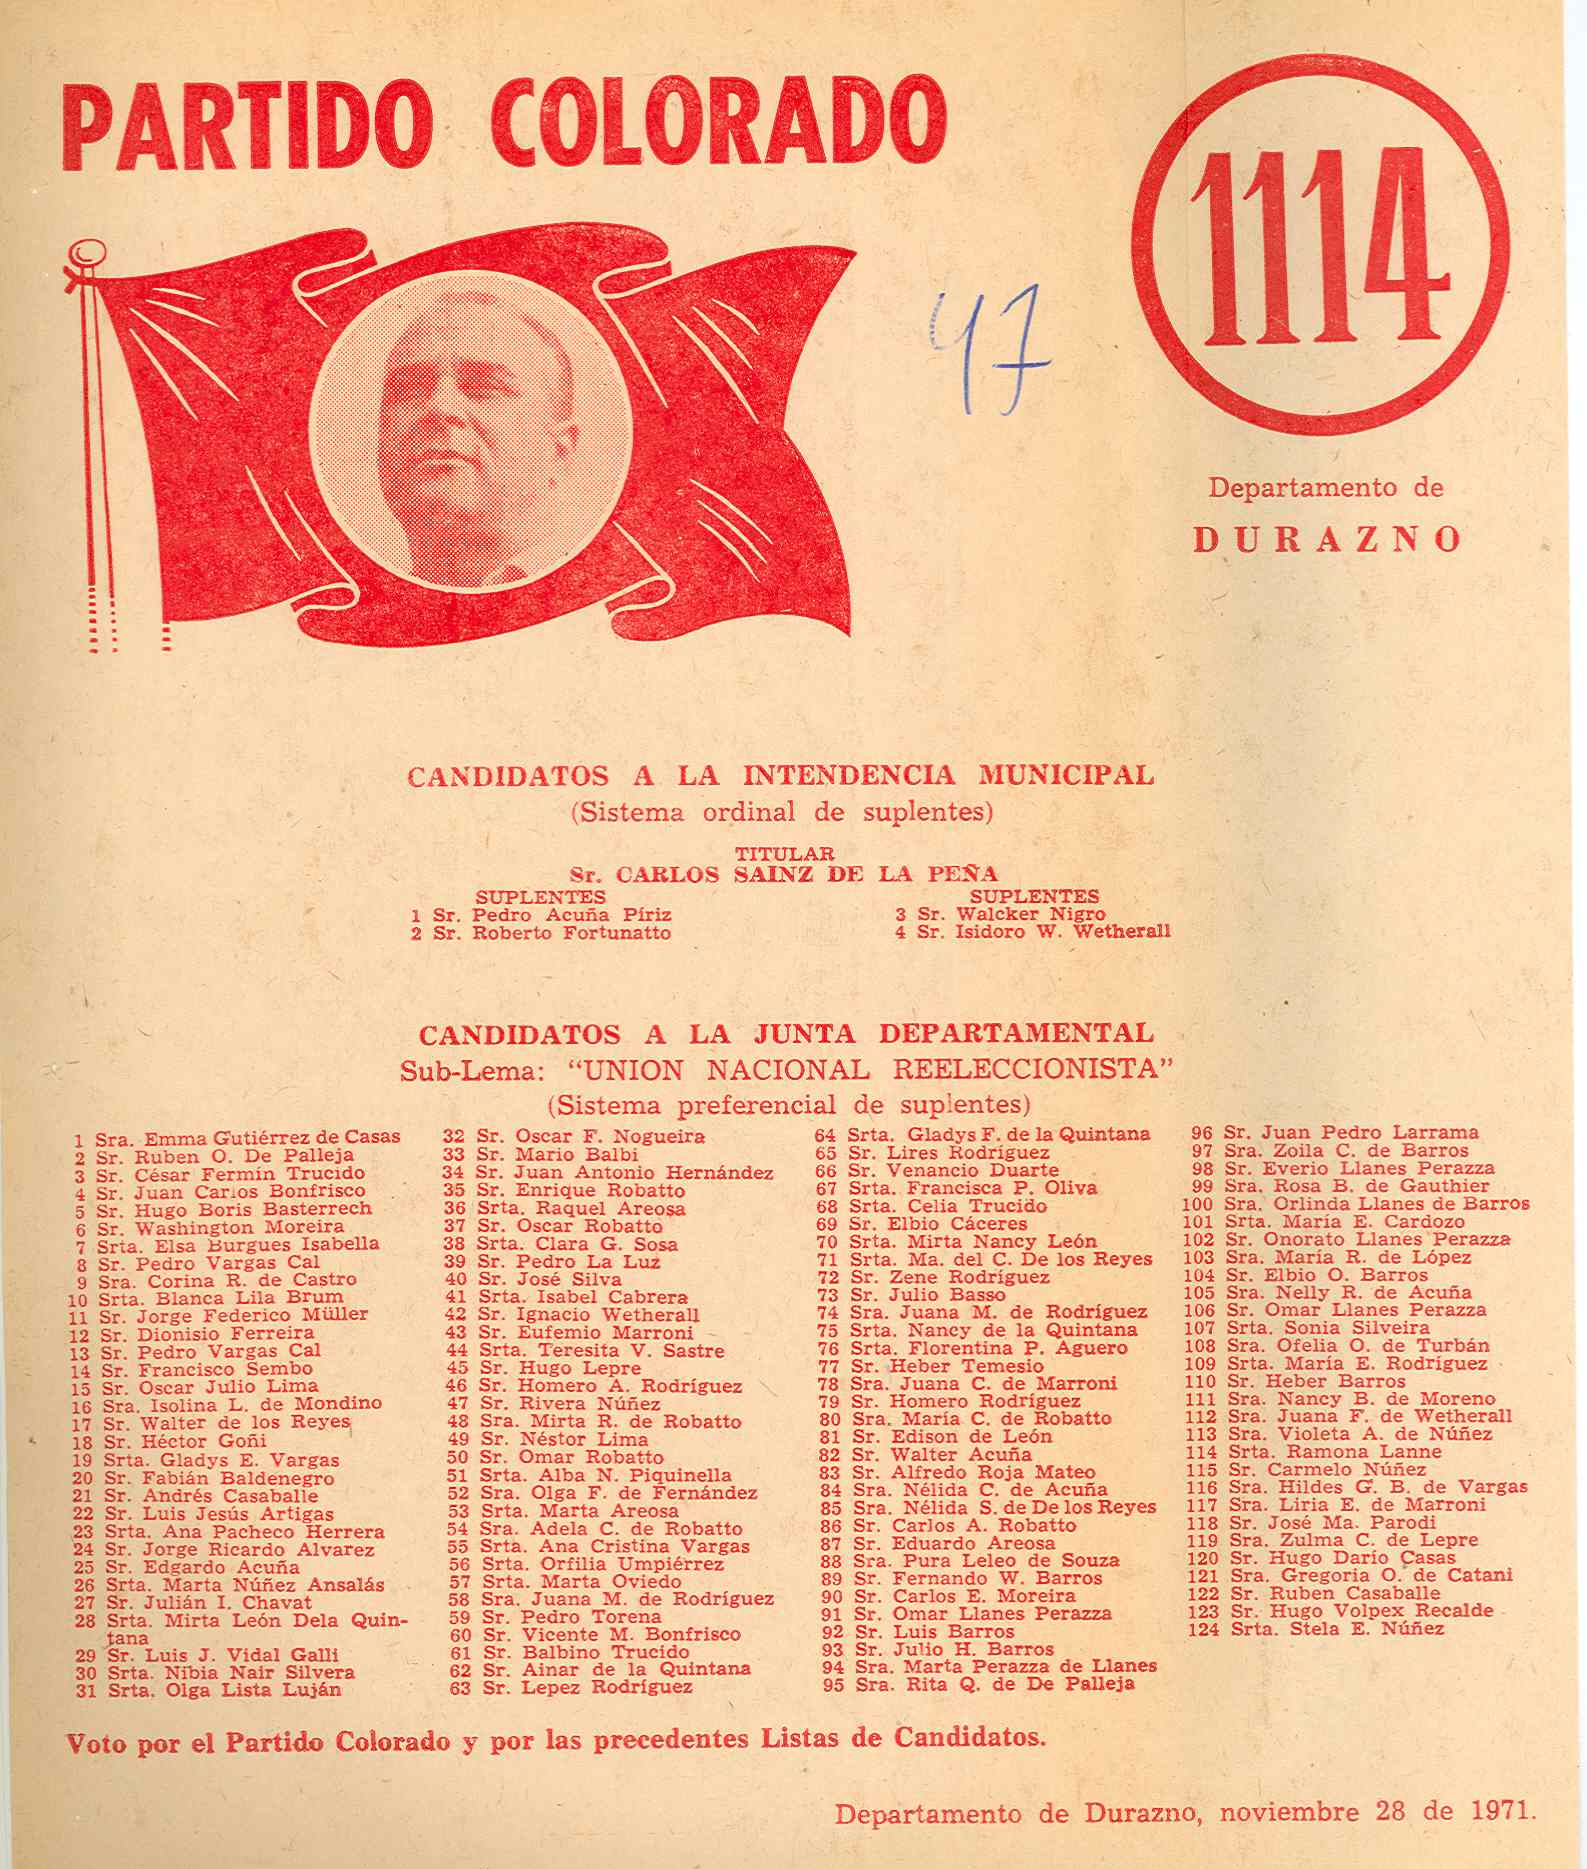 PARTIDO COLORADO
1114
47
Departamento de
DURAZNO
CANDIDATOS A LA INTENDENCIA MUNICIPAL
(Sistema ordinal de suplentes)
TITULAR
Sr. CARLOS SAINZ DE LA PEÑA
SUPLENTES
1 Sr. Pedro Acuña Píriz
2 Sr. Roberto Fortunatto
SUPLENTES
3 Sr. Walcker Nigro
4 Sr. Isidoro W. Wetherall
CANDIDATOS A LA JUNTA DEPARTAMENTAL
Sub-Lema: “UNION NACIONAL REELECCIONISTA”
(Sistema preferencial de suplentes)
1 Sra. Emma Gutiérrez de Casas
2 Sr. Ruben O. De Palleja
3 Sr. César Fermín Trucido
4 Sr. Juan Carlos Bonfrisco
5 Sr. Hugo Boris Basterrech
6 Sr. Washington Moreira
7 Srta. Elsa Burgues Isabella
8 Sr. Pedro Vargas Cal
9 Sra. Corina R. de Castro
10 Srta. Blanca Lila Brum
11 Sr. Jorge Federico Müller
12 Sr. Dionisio Ferreira
13 Sr. Pedro Vargas Cal
14 Sr. Francisco Sembo
15 Sr. Oscar Julio Lima
16 Sra. Isolina L. de Mondino
17 Sr. Walter de los Reyes
18 Sr. Héctor Goñi
19 Srta. Gladys E. Vargas
20 Sr. Fabián Baldenegro
21 Sr. Andrés Casaballe
22 Sr. Luis Jesús Artigas
23 Srta. Ana Pacheco Herrera
24 Sr. Jorge Ricardo Alvarez
25 Sr. Edgardo Acuña
26 Srta. Marta Núñez Ansalás
27 Sr. Julián I. Chavat
28 Srta. Mirta León Dela Quin-
tana
29 Sr. Luis J. Vidal Galli
30 Srta. Nibia Nair Silvera
31 Srta. Olga Lista Luján
32 Sr. Oscar F. Nogueira
33 Sr. Mario Balbi
34 Sr. Juan Antonio Hernández
35 Sr. Enrique Robatto
36 Srta. Raquel Areosa
37 Sr. Oscar Robatto
38 Srta. Clara G. Sosa
39 Sr. Pedro La Luz
40 Sr. José Silva
41 Srta. Isabel Cabrera
42 Sr. Ignacio Wetherall
43 Sr. Eufemio Marroni
44 Srta. Teresita V. Sastre
45 Sr. Hugo Lepre
46 Sr. Homero A. Rodríguez
47 Sr. Rivera Núñez
48 Sra. Mirta R. de Robatto
49 Sr. Néstor Lima
50 Sr. Omar Robatto
51 Srta. Alba N. Piquinella
52 Sra. Olga F. de Fernández
53 Srta. Marta Areosa
54 Sra. Adela C. de Robatto
55 Srta. Ana Cristina Vargas
56 Srta. Orfilia Umpiérrez
57 Srta. Marta Oviedo
58 Sra. Juana M. de Rodríguez
59 Sr. Pedro Torena
60 Sr. Vicente M. Bonfrisco
61 Sr. Balbino Trucido
62 Sr. Ainar de la Quintana
63 Sr. Lepez Rodríguez
64 Srta. Gladys F. de la Quintana
65 Sr. Lires Rodríguez
66 Sr. Venancio Duarte
67 Srta. Francisca P. Oliva
68 Srta. Celia Trucido
69 Sr. Elbio Cáceres
70 Srta. Mirta Nancy León
71 Srta. Ma. del C. De los Reyes
72 Sr. Zene Rodríguez
73 Sr. Julio Basso
74 Sra. Juana M. de Rodríguez
75 Srta. Nancy de la Quintana
76 Srta. Florentina P. Aguero
77 Sr. Heber Temesio
78 Sra. Juana C. de Marroni
79 Sr. Homero Rodríguez
80 Sra. María C. de Robatto
81 Sr. Edison de León
82 Sr. Walter Acuña
83 Sr. Alfredo Roja Mateo
84 Sra. Nélida C. de Acuña
85 Sra. Nélida S. de De los Reyes
86 Sr. Carlos A. Robatto
87 Sr. Eduardo Areosa
88 Sra. Pura Leleo de Souza
89 Sr. Fernando W. Barros
90 Sr. Carlos E. Moreira
91 Sr. Omar Llanes Perazza
92 Sr. Luis Barros
93 Sr. Julio H. Barros
94 Sra. Marta Perazza de Llanes
95 Sra. Rita Q. de De Palleja
96 Sr. Juan Pedro Larrama
97 Sra. Zoila C. de Barros
98 Sr. Everio Llanes Perazza
99 Sra. Rosa B. de Gauthier
100 Sra. Orlinda Llanes de Barros
101 Srta. María E. Cardozo
102 Sr. Onorato Llanes Perazza
103 Sra. María R. de López
104 Sr. Elbio O. Barros
105 Sra. Nelly R. de Acuña
106 Sr. Omar Llanes Perazza
107 Srta. Sonia Silveira
108 Sra. Ofelia O. de Turbán
109 Srta. María E. Rodríguez
110 Sr. Heber Barros
111 Sra. Nancy B. de Moreno
112 Sra. Juana F. de Wetherall
113 Sra. Violeta A. de Núñez
114 Srta. Ramona Lanne
115 Sr. Carmelo Núñez
116 Sra. Hildes G. B. de Vargas
117 Sra. Liria E. de Marroni
118 Sr. José Ma. Parodi
119 Sra. Zulma C. de Lepre
120 Sr. Hugo Darío Casas
121 Sra. Gregoria O. de Catani
122 Sr. Ruben Casaballe
123 Sr. Hugo Volpex Recalde
124 Srta. Stela E. Núñez
Voto por el Partido Colorado y por las precedentes Listas de Candidatos.
Departamento de Durazno, noviembre 28 de 1971.